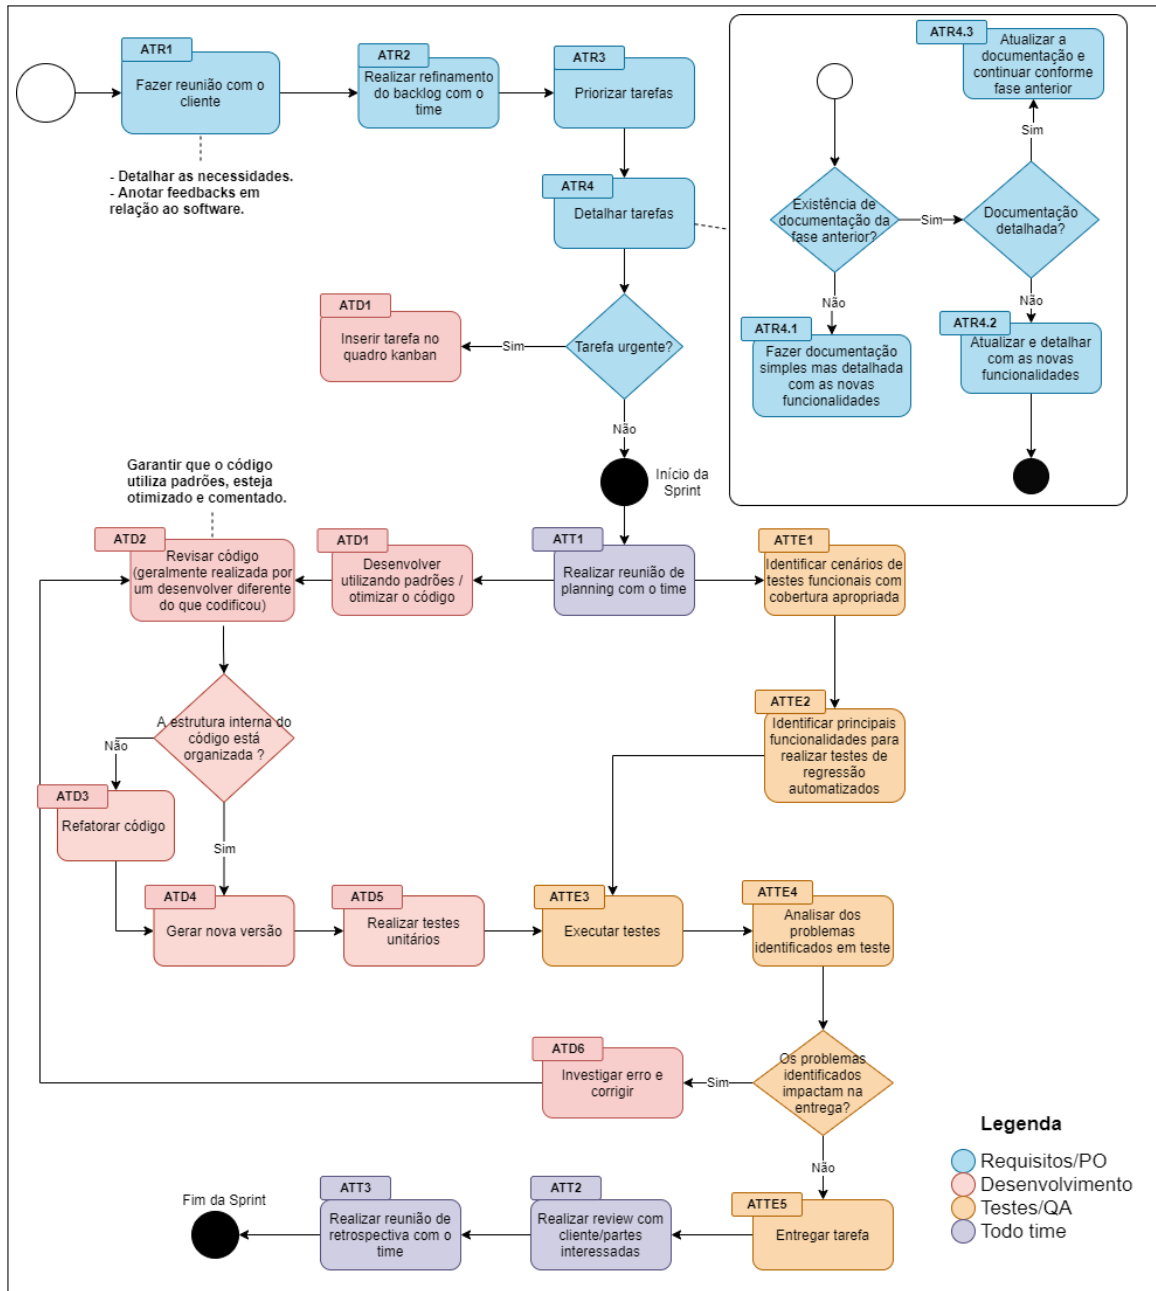 ATR1
Fazer reunião com o
cliente
- Detalhar as necessidades.
- Anotar feedbacks em
relação ao software.
ATR2
Realizar refinamento
do backlog com o
time
ATR3
Priorizar tarefas
ATR4
Detalhar tarefas
ATR4.3
Atualizar a
documentação e
continuar conforme
fase anterior
Sim
Existência de
documentação da
fase anterior?
Sim
Documentação
detalhada?
Não
Não
ATR4.1
Fazer documentação
simples mas detalhada
com as novas
funcionalidades
ATR4.2
Atualizar e detalhar
com as novas
funcionalidades
ATD1
Inserir tarefa no
quadro kanban
Sim
Tarefa urgente?
Não
Início da
Sprint
Garantir que o código
utiliza padrões, esteja
otimizado e comentado.
ATD2
Revisar código
(geralmente realizada por
um desenvolver diferente
do que codificou)
ATD1
Desenvolver
utilizando padrões /
otimizar o código
ATT1
Realizar reunião de
planning com o time
ATTE1
Identificar cenários de
testes funcionais com
cobertura apropriada
ATTE2
Identificar principais
funcionalidades para
realizar testes de
regressão
automatizados
A estrutura interna do
código está
organizada ?
Não
ATD3
Refatorar código
Sim
ATD4
Gerar nova versão
ATD5
Realizar testes
unitários
ATTE3
Executar testes
ATTE4
Analisar dos
problemas
identificados em teste
ATD6
Investigar erro e
corrigir
Sim
Os problemas
identificados
impactam na
entrega?
Não
Fim da Sprint
ATT3
Realizar reunião de
retrospectiva com o
time
ATT2
Realizar review com
cliente/partes
interessadas
ATTE5
Entregar tarefa
Legenda
Requisitos/PO
Desenvolvimento
Testes/QA
Todo time